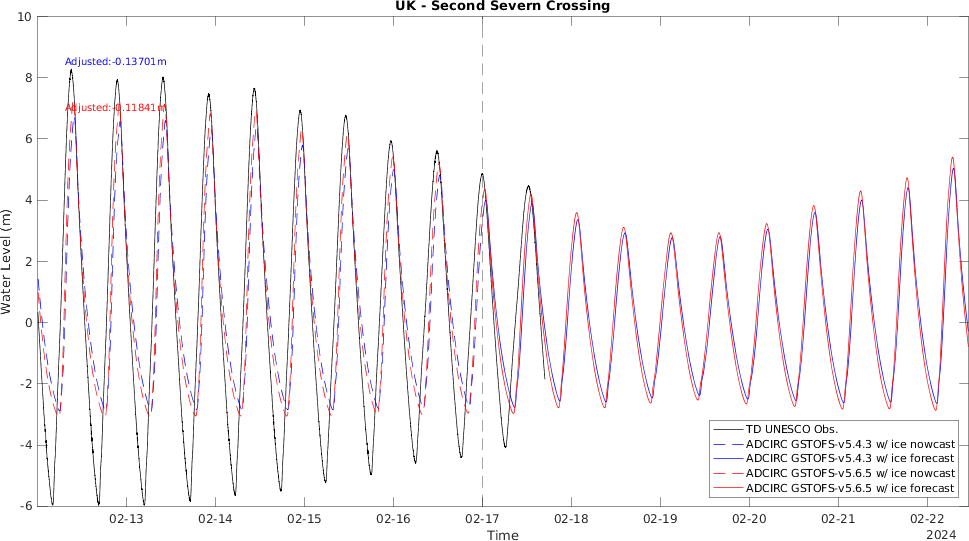 UK - Second Severn Crossing
10
8
6
4
2
0
-2
-4
-6
Water Level (m)
Adjusted:-0.13701m
Adjusted:-0.11841m
TD UNESCO Obs.
ADCIRC GSTOFS-v5.4.3 w/ ice nowcast
ADCIRC GSTOFS-v5.4.3 w/ ice forecast
ADCIRC GSTOFS-v5.6.5 w/ ice nowcast
ADCIRC GSTOFS-v5.6.5 w/ ice forecast
02-13 02-14 02-15 02-16 02-17 02-18 02-19 02-20 02-21 02-22
Time
2024